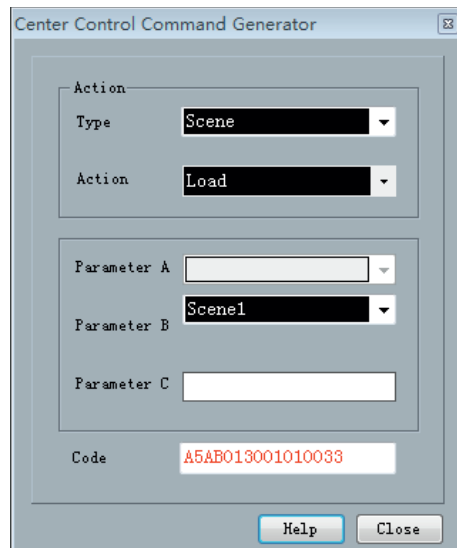 Center Control Command Generator
Action
Type Scene
Action Load
Parameter A
Scene1
Parameter B
Parameter C
Code A5AB013001010033
Help Close